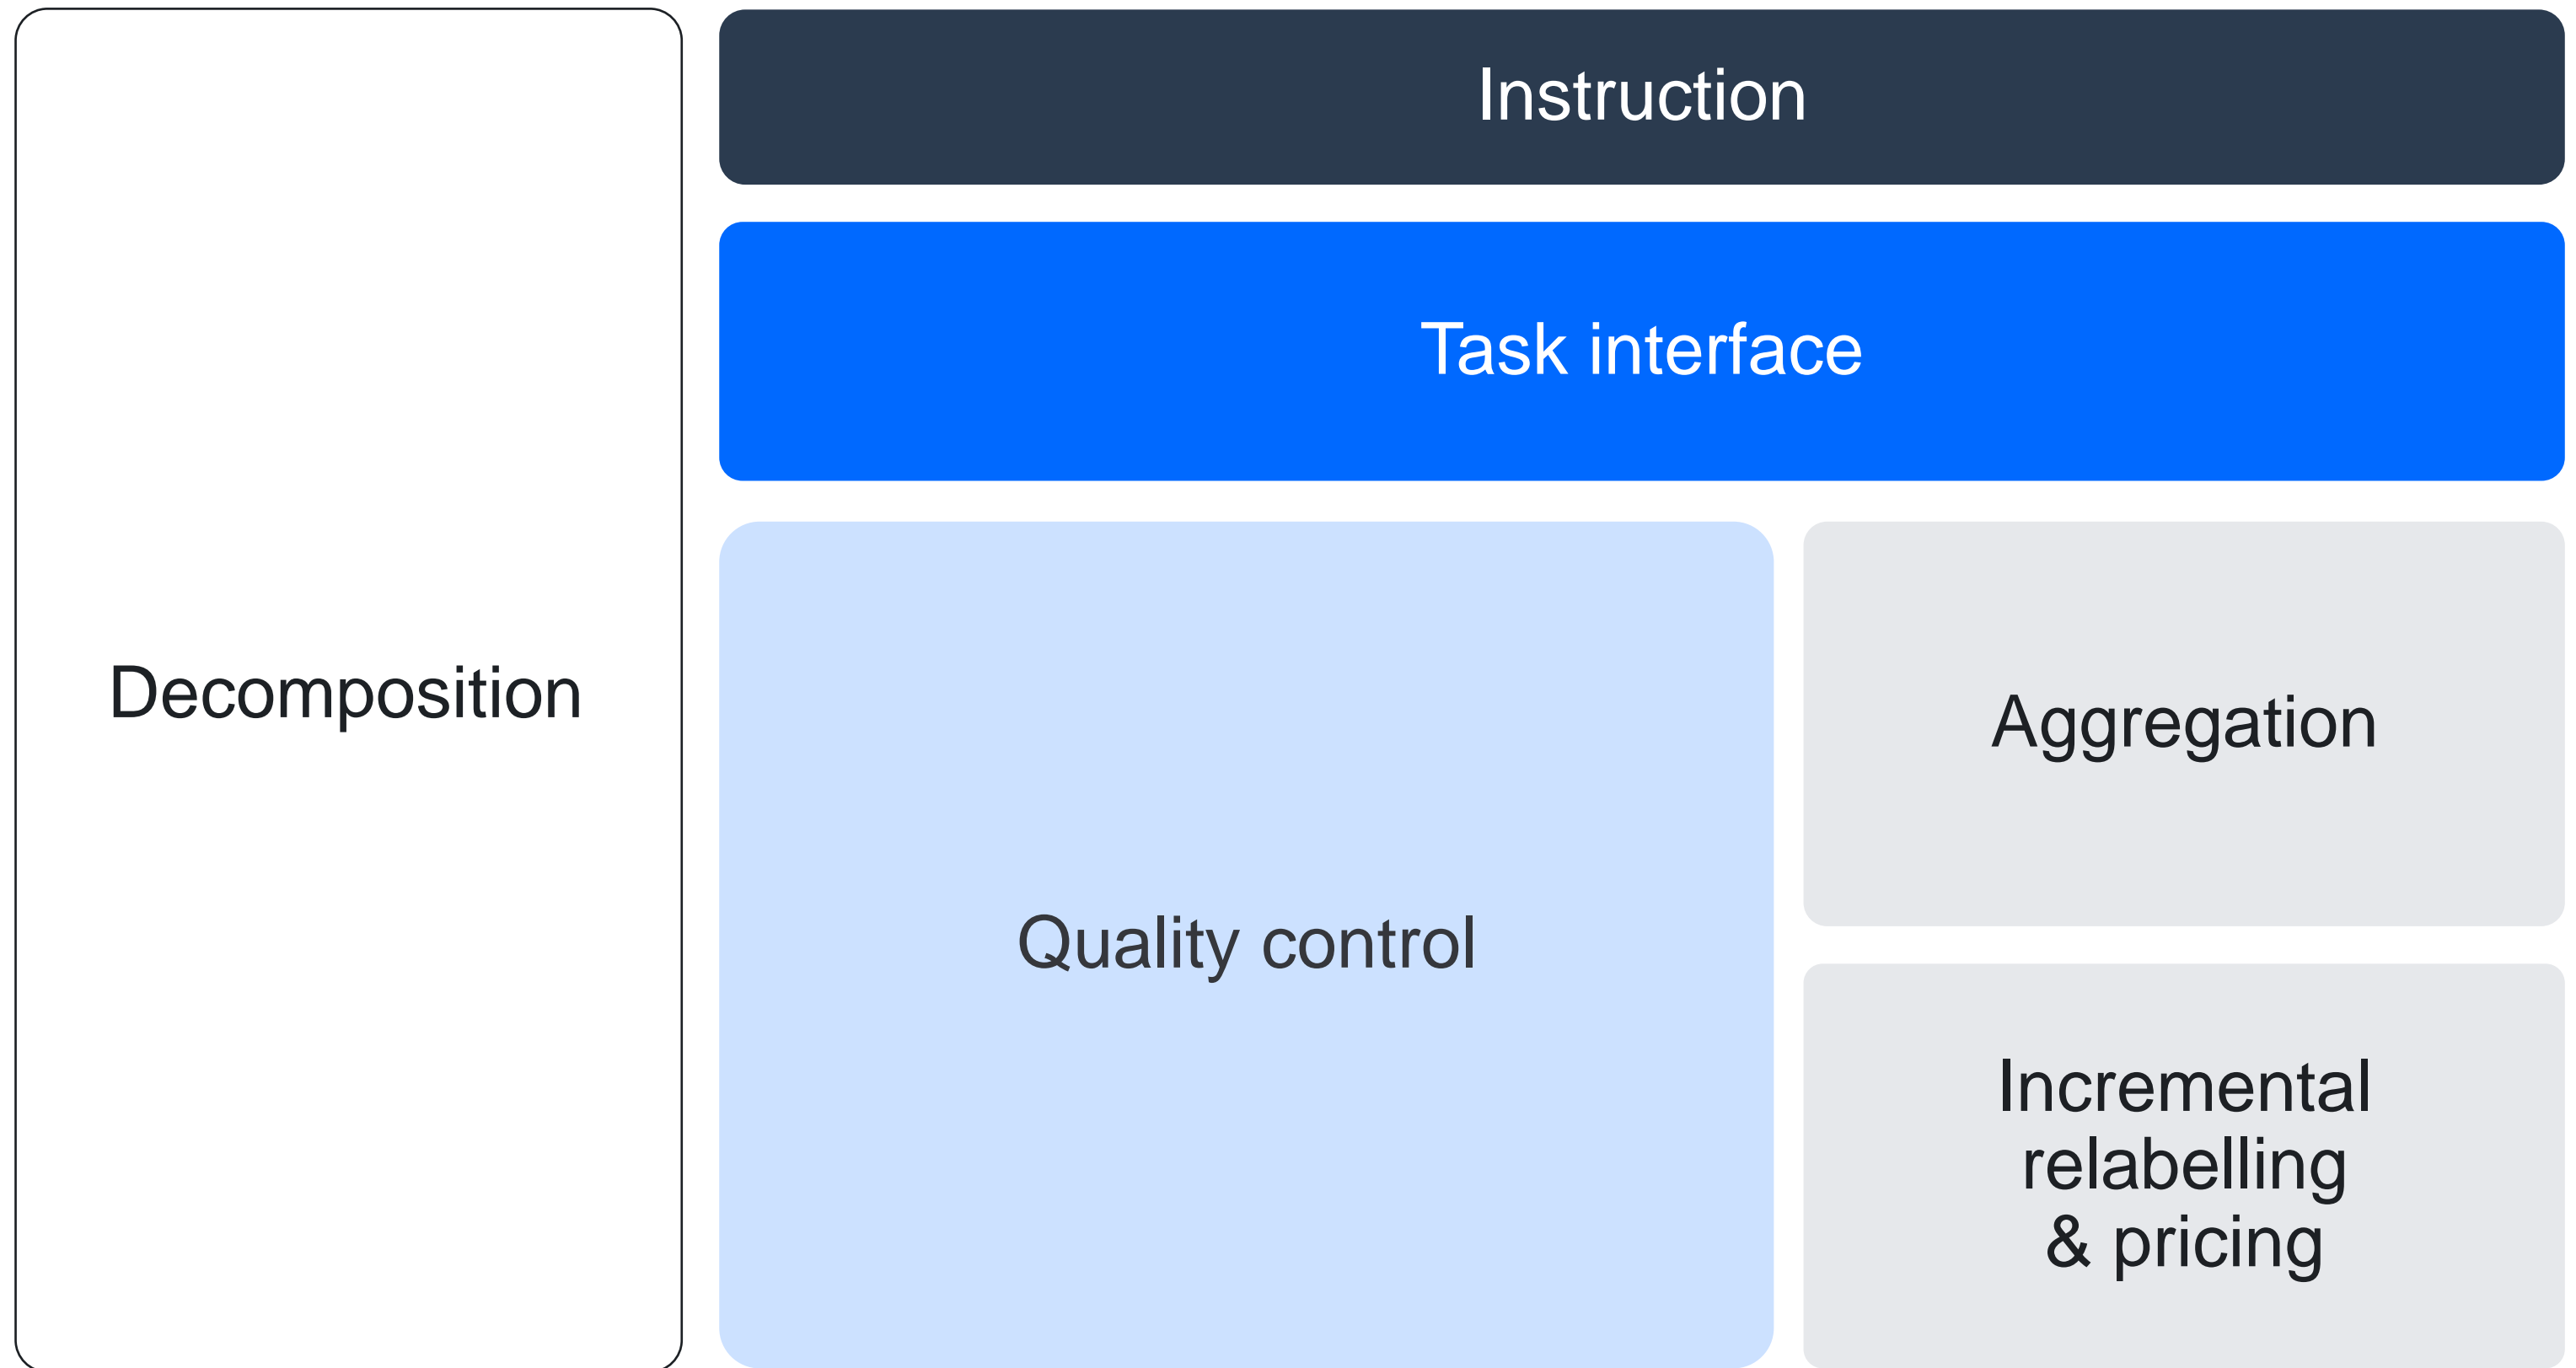 Decomposition
Instruction
Task interface
Quality control
Aggregation
Incremental
relabelling
& pricing